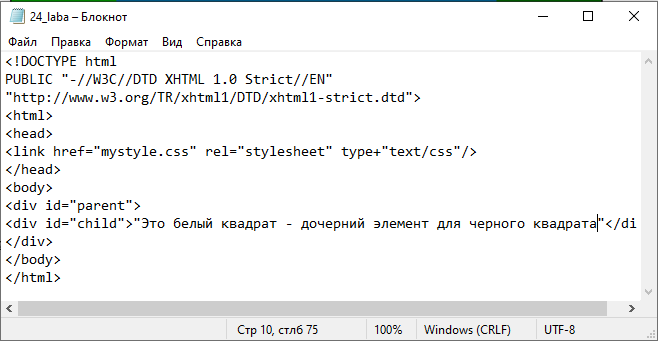 24_laba – Блокнот
Файл Правка Формат Вид Справка
<!DOCTYPE html
PUBLIC "-//W3C//DTD XHTML 1.0 Strict//EN"
"http://www.w3.org/TR/xhtml1/DTD/xhtml1-strict.dtd">
<html>
<head>
<link href="mystyle.css" rel="stylesheet" type+"text/css"/>
</head>
<body>
<div id="parent">
<div id="child">"Это белый квадрат - дочерний элемент для черного квадрата"</di
</div>
</body>
</html>
Стр 10, стлб 75 100% Windows (CRLF) UTF-8